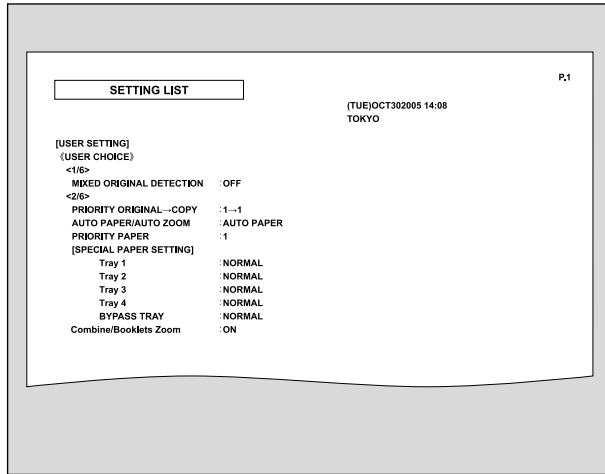 P.1
SETTING LIST
(TUE)OCT302005 14:08
TOKYO
[USER SETTING]
《USER CHOICE》
<1/6>
MIXED ORIGINAL DETECTION :OFF
<2/6>
PRIORITY ORIGINAL→COPY :1→1
AUTO PAPER/AUTO ZOOM :AUTO PAPER
PRIORITY PAPER :1
[SPECIAL PAPER SETTING]
Tray 1 :NORMAL
Tray 2 :NORMAL
Tray 3 :NORMAL
Tray 4 :NORMAL
BYPASS TRAY :NORMAL
Combine/Booklets Zoom :ON